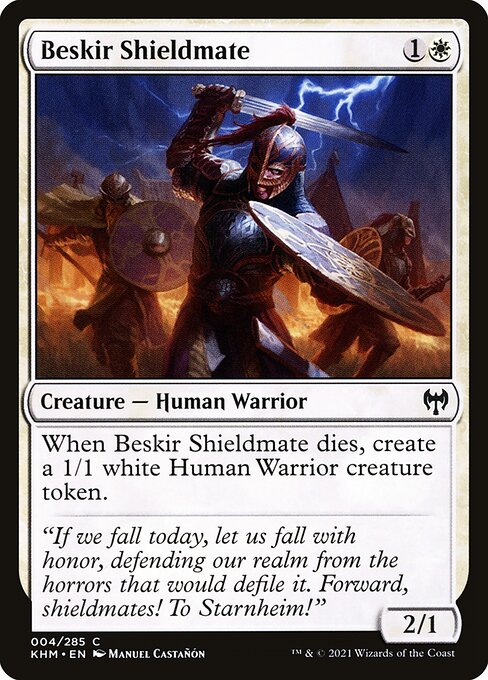 Beskir Shieldmate 1
Creature — Human Warrior
When Beskir Shieldmate dies, create
a 1/1 white Human Warrior creature
token.
"If we fall today, let us fall with
honor, defending our realm from the
horrors that would defile it. Forward,
shieldmates! To Starnheim!"
2/1
004/285 C
KHM • EN Manuel Castañón
™ & © 2021 Wizards of the Coast